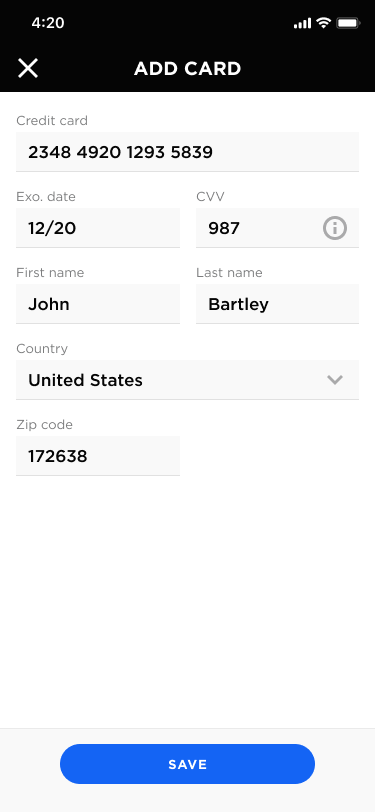 4:20
ADD CARD
Credit card
2348 4920 1293 5839
Exo. date CVV
12/20 987
First name Last name
John Bartley
Country
United States
Zip code
172638
SAVE